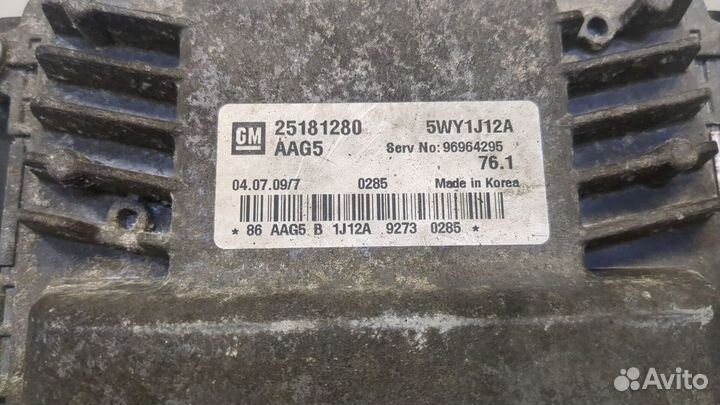 GM 25181280 5WY1J12A
AAG5 Serv No: 96964295
76.1
04.07.09/7 0285 Made in Korea
* 86 AAG5 B 1J12A 9273 0285 *
Avito